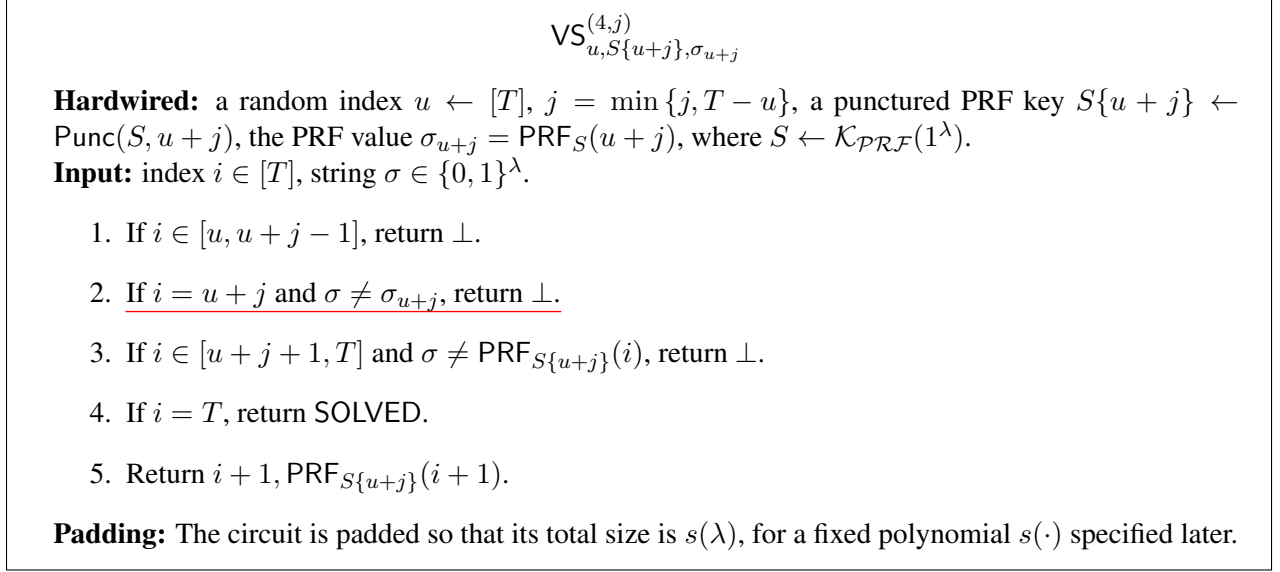 VS^{(4,j)}_{u,S\{u+j\},σ_{u+j}}
Hardwired: a random index u ← [T], j = min {j, T − u}, a punctured PRF key S{u + j} ←
Punc(S, u + j), the PRF value σ_{u+j} = PRF_S(u + j), where S ← K_{PRF}(1^λ).
Input: index i ∈ [T], string σ ∈ {0, 1}^λ.
1. If i ∈ [u, u + j − 1], return ⊥.
2. If i = u + j and σ ≠ σ_{u+j}, return ⊥.
3. If i ∈ [u + j + 1, T] and σ ≠ PRF_{S{u+j}}(i), return ⊥.
4. If i = T, return SOLVED.
5. Return i + 1, PRF_{S{u+j}}(i + 1).
Padding: The circuit is padded so that its total size is s(λ), for a fixed polynomial s(·) specified later.